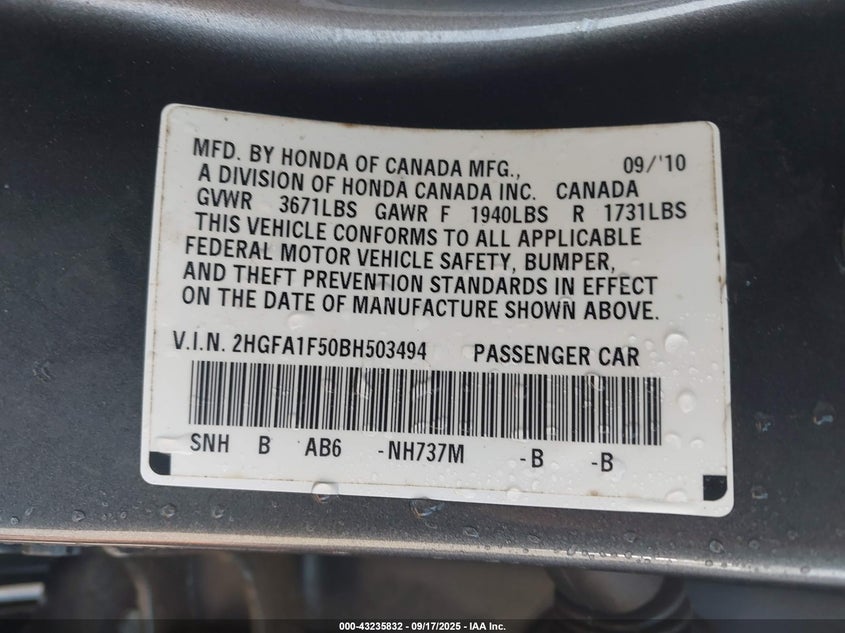 MFD. BY HONDA OF CANADA MFG., 09/'10
A DIVISION OF HONDA CANADA INC. CANADA
GVWR 3671LBS GAWR F 1940LBS R 1731LBS
THIS VEHICLE CONFORMS TO ALL APPLICABLE
FEDERAL MOTOR VEHICLE SAFETY, BUMPER,
AND THEFT PREVENTION STANDARDS IN EFFECT
ON THE DATE OF MANUFACTURE SHOWN ABOVE.
V.I.N. 2HGFA1F50BH503494 PASSENGER CAR
SNH B AB6 -NH737M -B -B
000-43235832 - 09/17/2025 - IAA Inc.